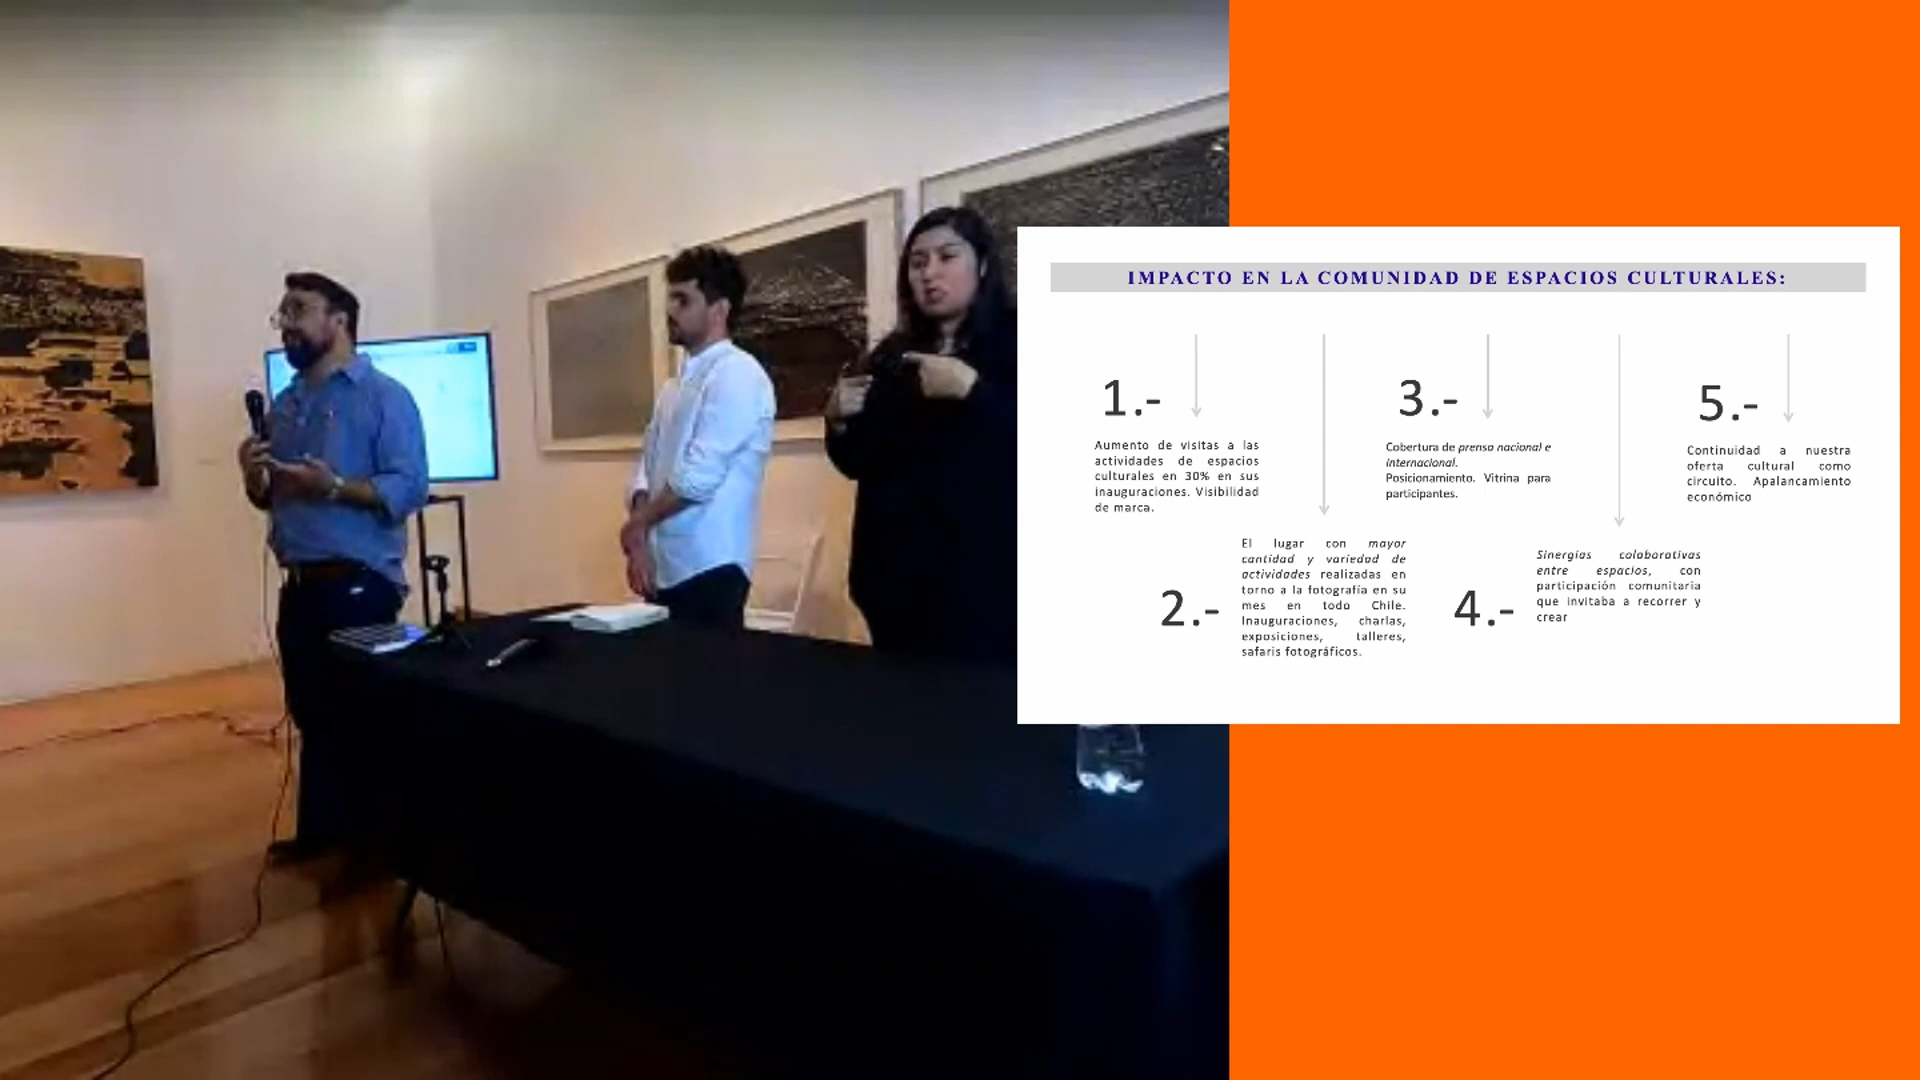 IMPACTO EN LA COMUNIDAD DE ESPACIOS CULTURALES:
1.-
Aumento de visitas a las
actividades de espacios
culturales en 30% en sus
inauguraciones. Visibilidad
de marca.
2.-
El lugar con mayor
cantidad y variedad de
actividades realizadas en
torno a la fotografía en su
mes en todo Chile.
Inauguraciones, charlas,
exposiciones, talleres,
safaris fotográficos.
3.-
Cobertura de prensa nacional e
internacional.
Posicionamiento. Vitrina para
participantes.
4.-
Sinergias colaborativas
entre espacios, con
participación comunitaria
que invitaba a recorrer y
crear
5.-
Continuidad a nuestra
oferta cultural como
circuito. Apalancamiento
económico